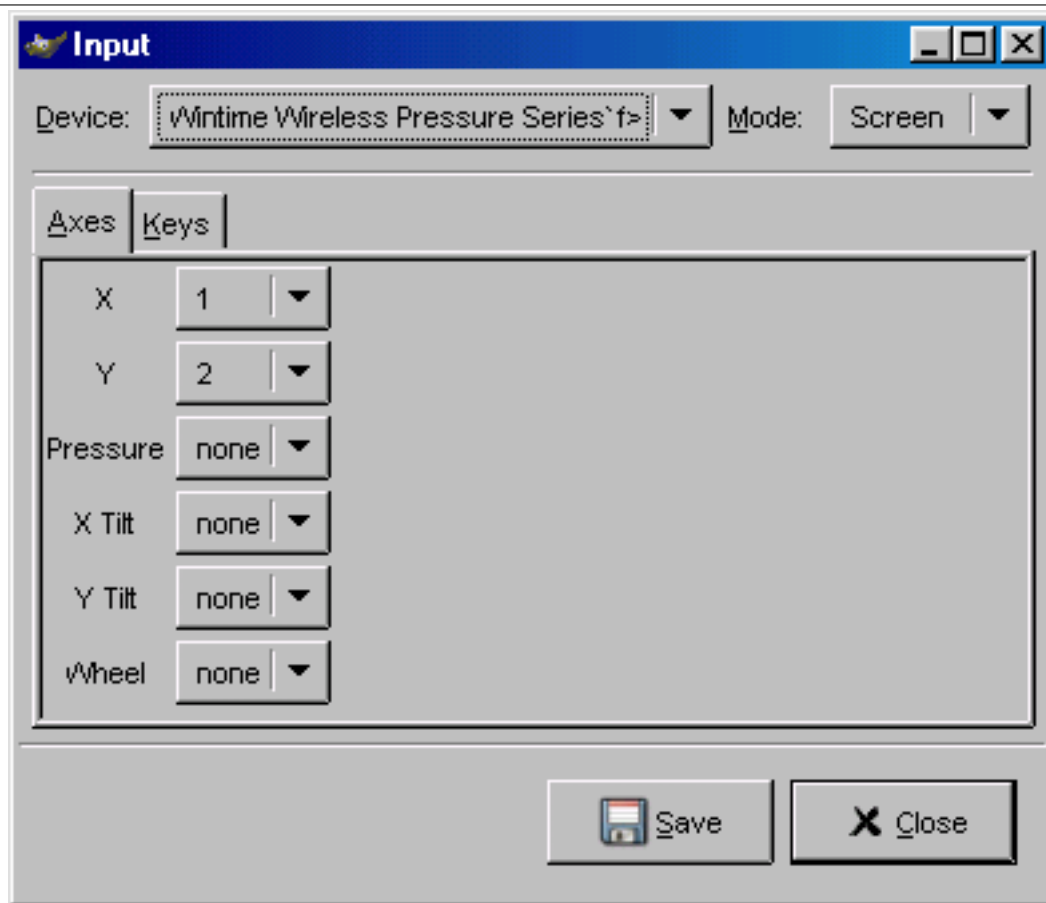 Input
Device: Wintime Wireless Pressure Series`f> Mode: Screen
Axes Keys
X 1
Y 2
Pressure none
X Tilt none
Y Tilt none
Wheel none
Save Close